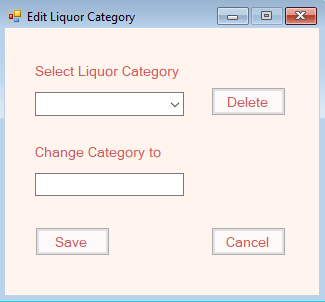 Edit Liquor Category
Select Liquor Category
Delete
Change Category to
Save
Cancel